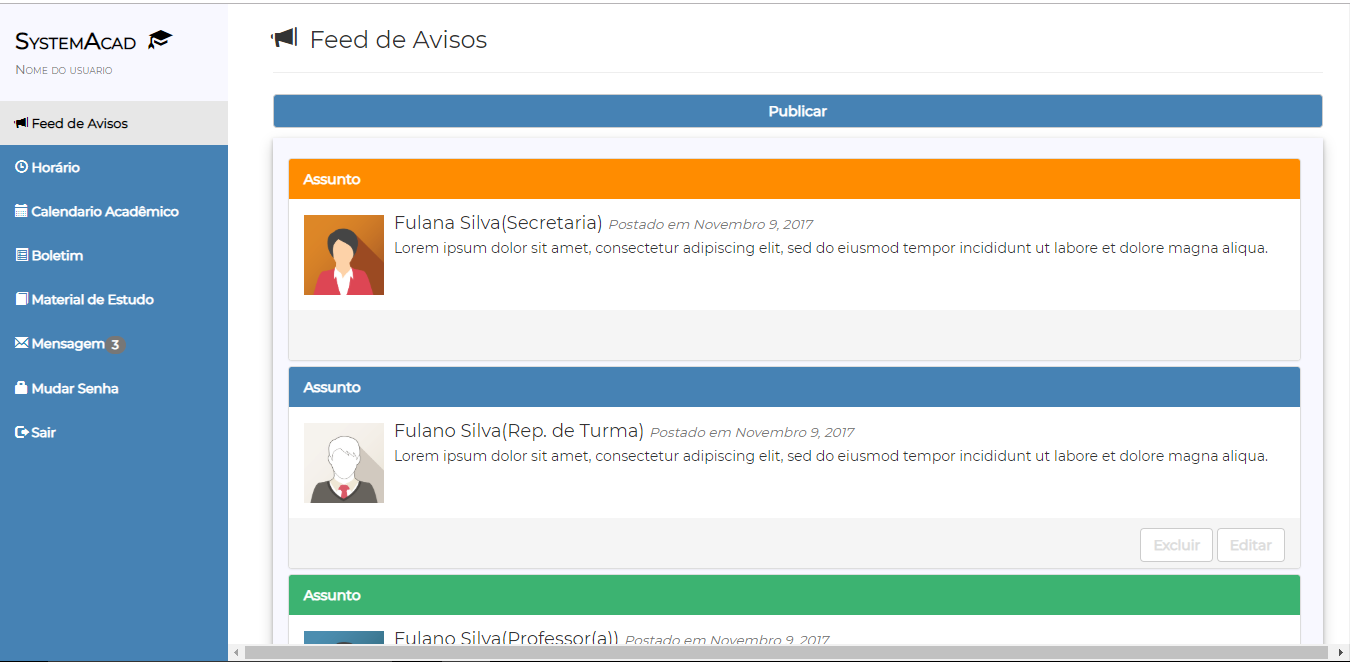 SystemAcad
Nome do usuario
Feed de Avisos
Horário
Calendario Acadêmico
Boletim
Material de Estudo
Mensagem 3
Mudar Senha
Sair
Feed de Avisos
Publicar
Assunto
Fulana Silva(Secretaria) Postado em Novembro 9, 2017
Lorem ipsum dolor sit amet, consectetur adipiscing elit, sed do eiusmod tempor incididunt ut labore et dolore magna aliqua.
Assunto
Fulano Silva(Rep. de Turma) Postado em Novembro 9, 2017
Lorem ipsum dolor sit amet, consectetur adipiscing elit, sed do eiusmod tempor incididunt ut labore et dolore magna aliqua.
Excluir Editar
Assunto
Fulano Silva(Professor(a)) Postado em Novembro 9, 2017